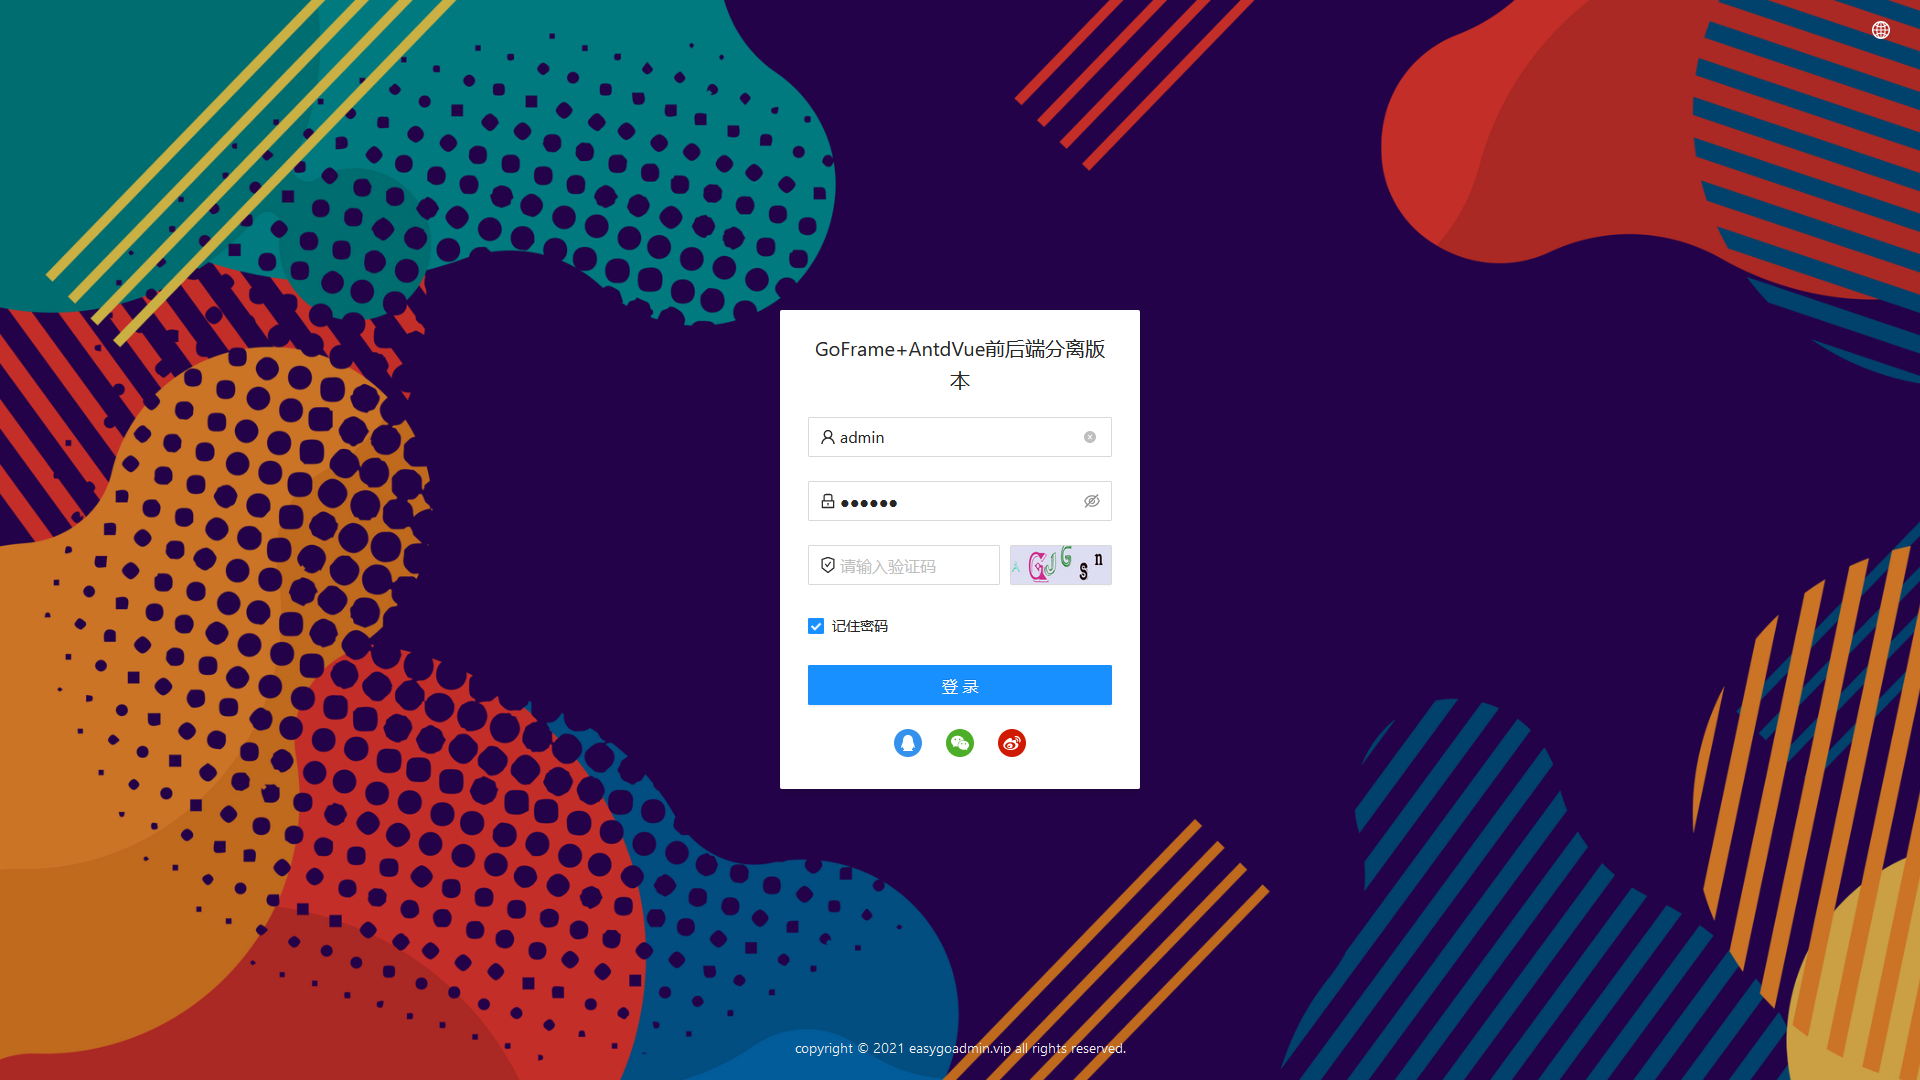 GoFrame+AntdVue前后端分离版
本
admin
●●●●●●
请输入验证码
记住密码
登 录
copyright © 2021 easygoadmin.vip all rights reserved.